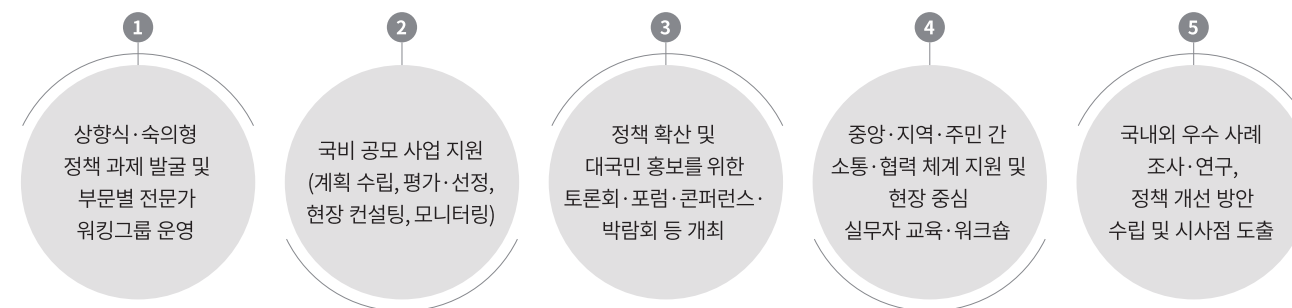 1
상향식·숙의형
정책 과제 발굴 및
부문별 전문가
워킹그룹 운영
2
국비 공모 사업 지원
(계획 수립, 평가·선정,
현장 컨설팅, 모니터링)
3
정책 확산 및
대국민 홍보를 위한
토론회·포럼·콘퍼런스·
박람회 등 개최
4
중앙·지역·주민 간
소통·협력 체계 지원 및
현장 중심
실무자 교육·워크숍
5
국내외 우수 사례
조사·연구,
정책 개선 방안
수립 및 시사점 도출